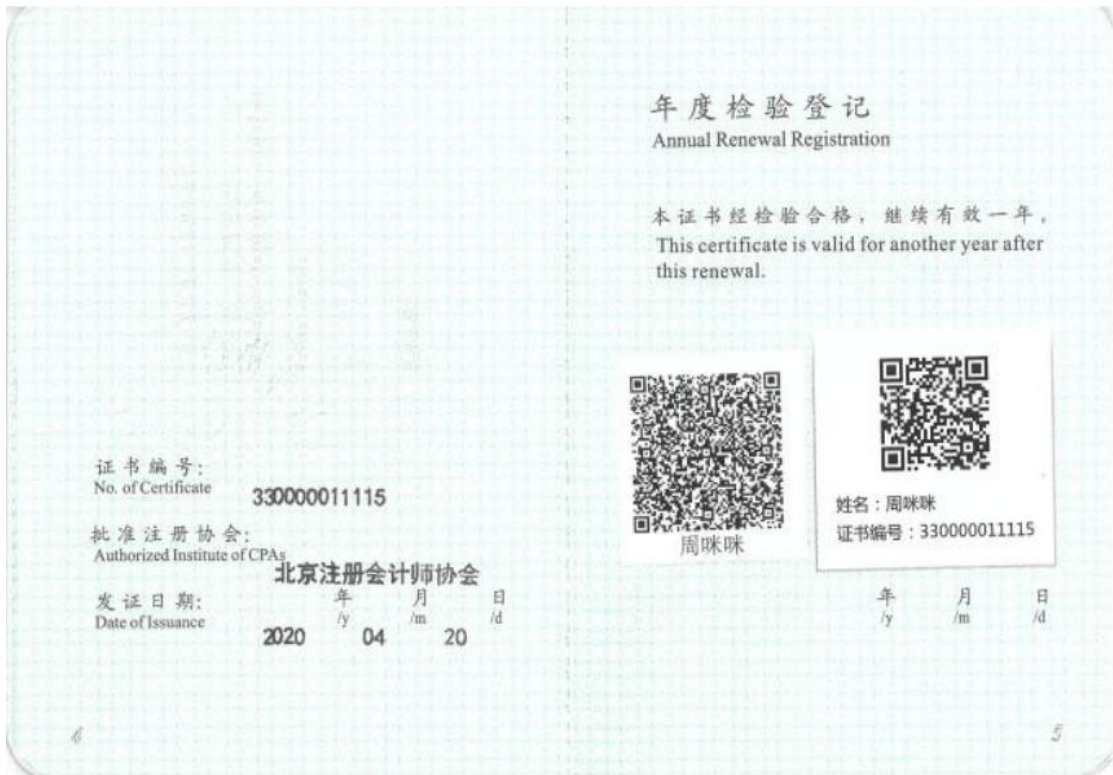 证书编号:
No. of Certificate
330000011115
批准注册协会:
Authorized Institute of CPAs
北京注册会计师协会
发证日期:
Date of Issuance
年 月 日
/y /m /d
2020 04 20
4
年度检验登记
Annual Renewal Registration
本证书经检验合格，继续有效一年。
This certificate is valid for another year after
this renewal.
周咪咪
姓名：周咪咪
证书编号：330000011115
年 月 日
/y /m /d
5